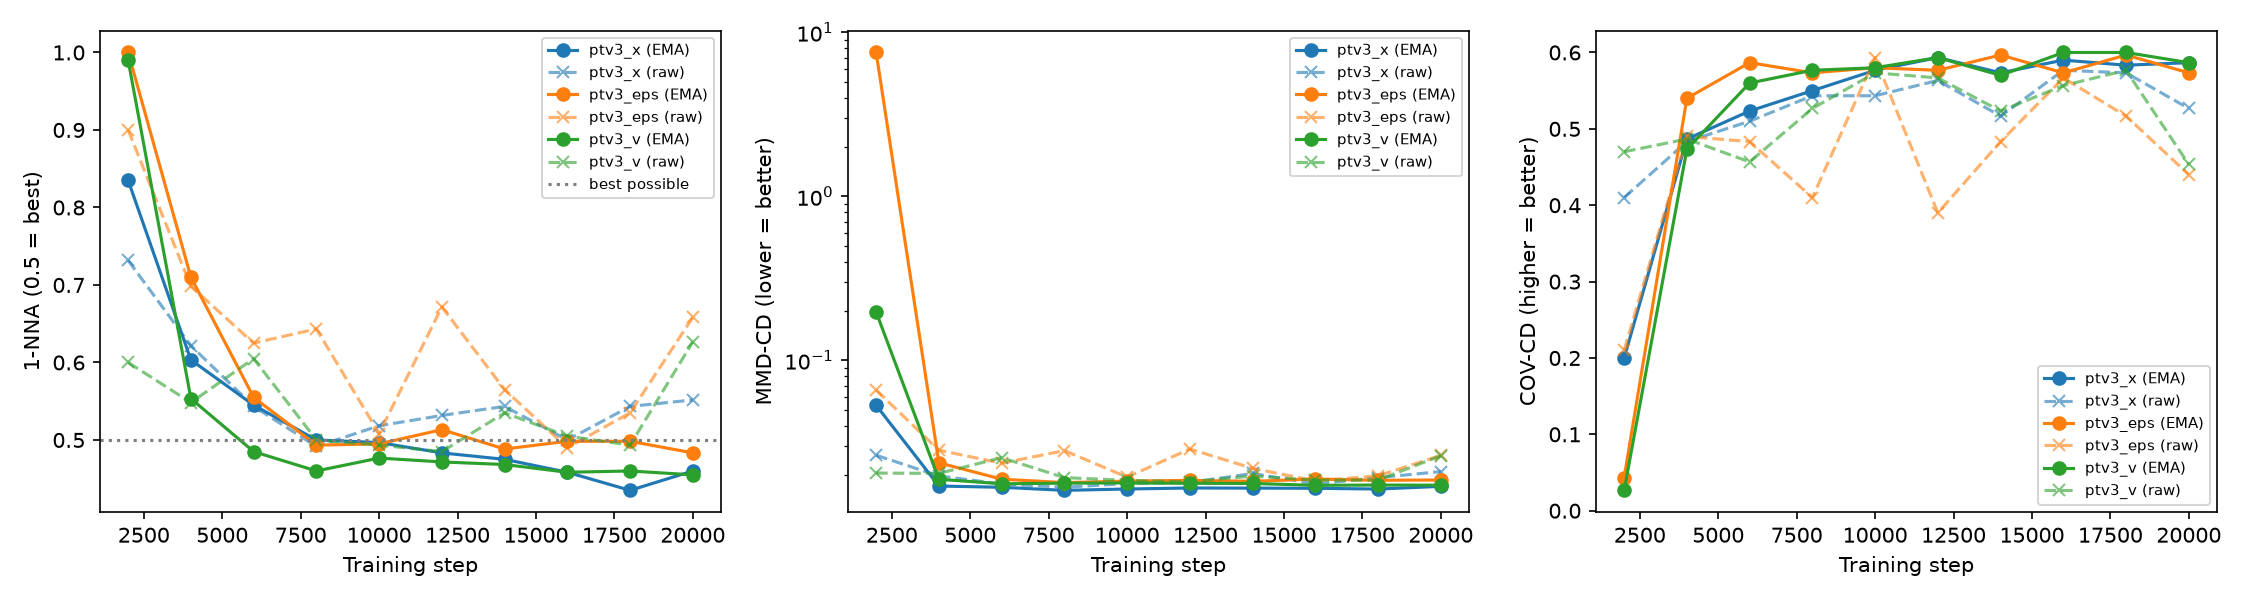 1-NNA (0.5 = best)
1.0
0.9
0.8
0.7
0.6
0.5
2500 5000 7500 10000 12500 15000 17500 20000
Training step
ptv3_x (EMA)
ptv3_x (raw)
ptv3_eps (EMA)
ptv3_eps (raw)
ptv3_v (EMA)
ptv3_v (raw)
best possible
MMD-CD (lower = better)
10¹
10⁰
10⁻¹
2500 5000 7500 10000 12500 15000 17500 20000
Training step
ptv3_x (EMA)
ptv3_x (raw)
ptv3_eps (EMA)
ptv3_eps (raw)
ptv3_v (EMA)
ptv3_v (raw)
COV-CD (higher = better)
0.6
0.5
0.4
0.3
0.2
0.1
0.0
2500 5000 7500 10000 12500 15000 17500 20000
Training step
ptv3_x (EMA)
ptv3_x (raw)
ptv3_eps (EMA)
ptv3_eps (raw)
ptv3_v (EMA)
ptv3_v (raw)